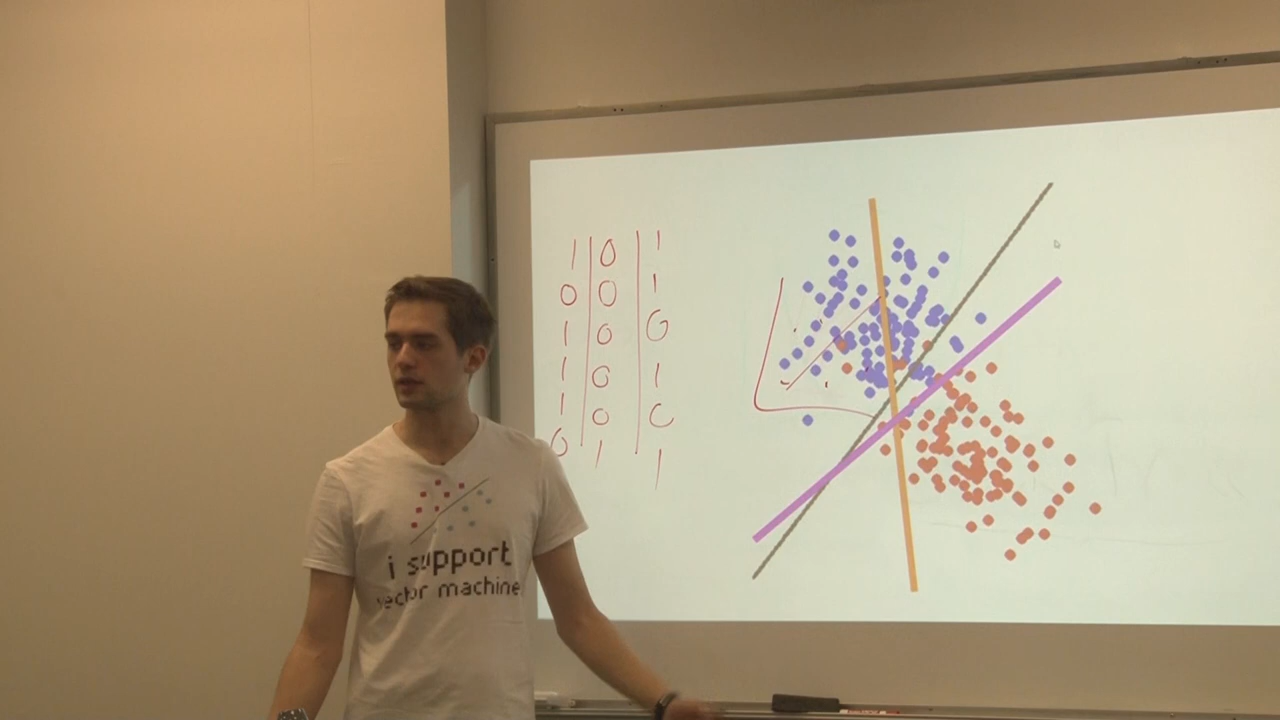 1 | 0 | 1
0 | 0 | 1
1 | 0 | 0
1 | 0 | 1
1 | 0 | 0
0 | 1 | 1
i support
vector machine